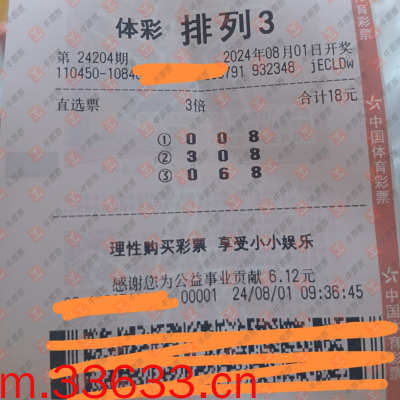 体彩 排列3
第 24204期 2024年08月01日开奖
110450-1084 791 932348 jECLDw
直选票 3倍 合计18元
① 0 0 8
② 3 0 8
③ 0 6 8
理性购买彩票 享受小小娱乐
感谢您为公益事业贡献 6.12元
00001 24/08/01 09:36:45
中国体育彩票
中国体育彩票
m.33633.cn